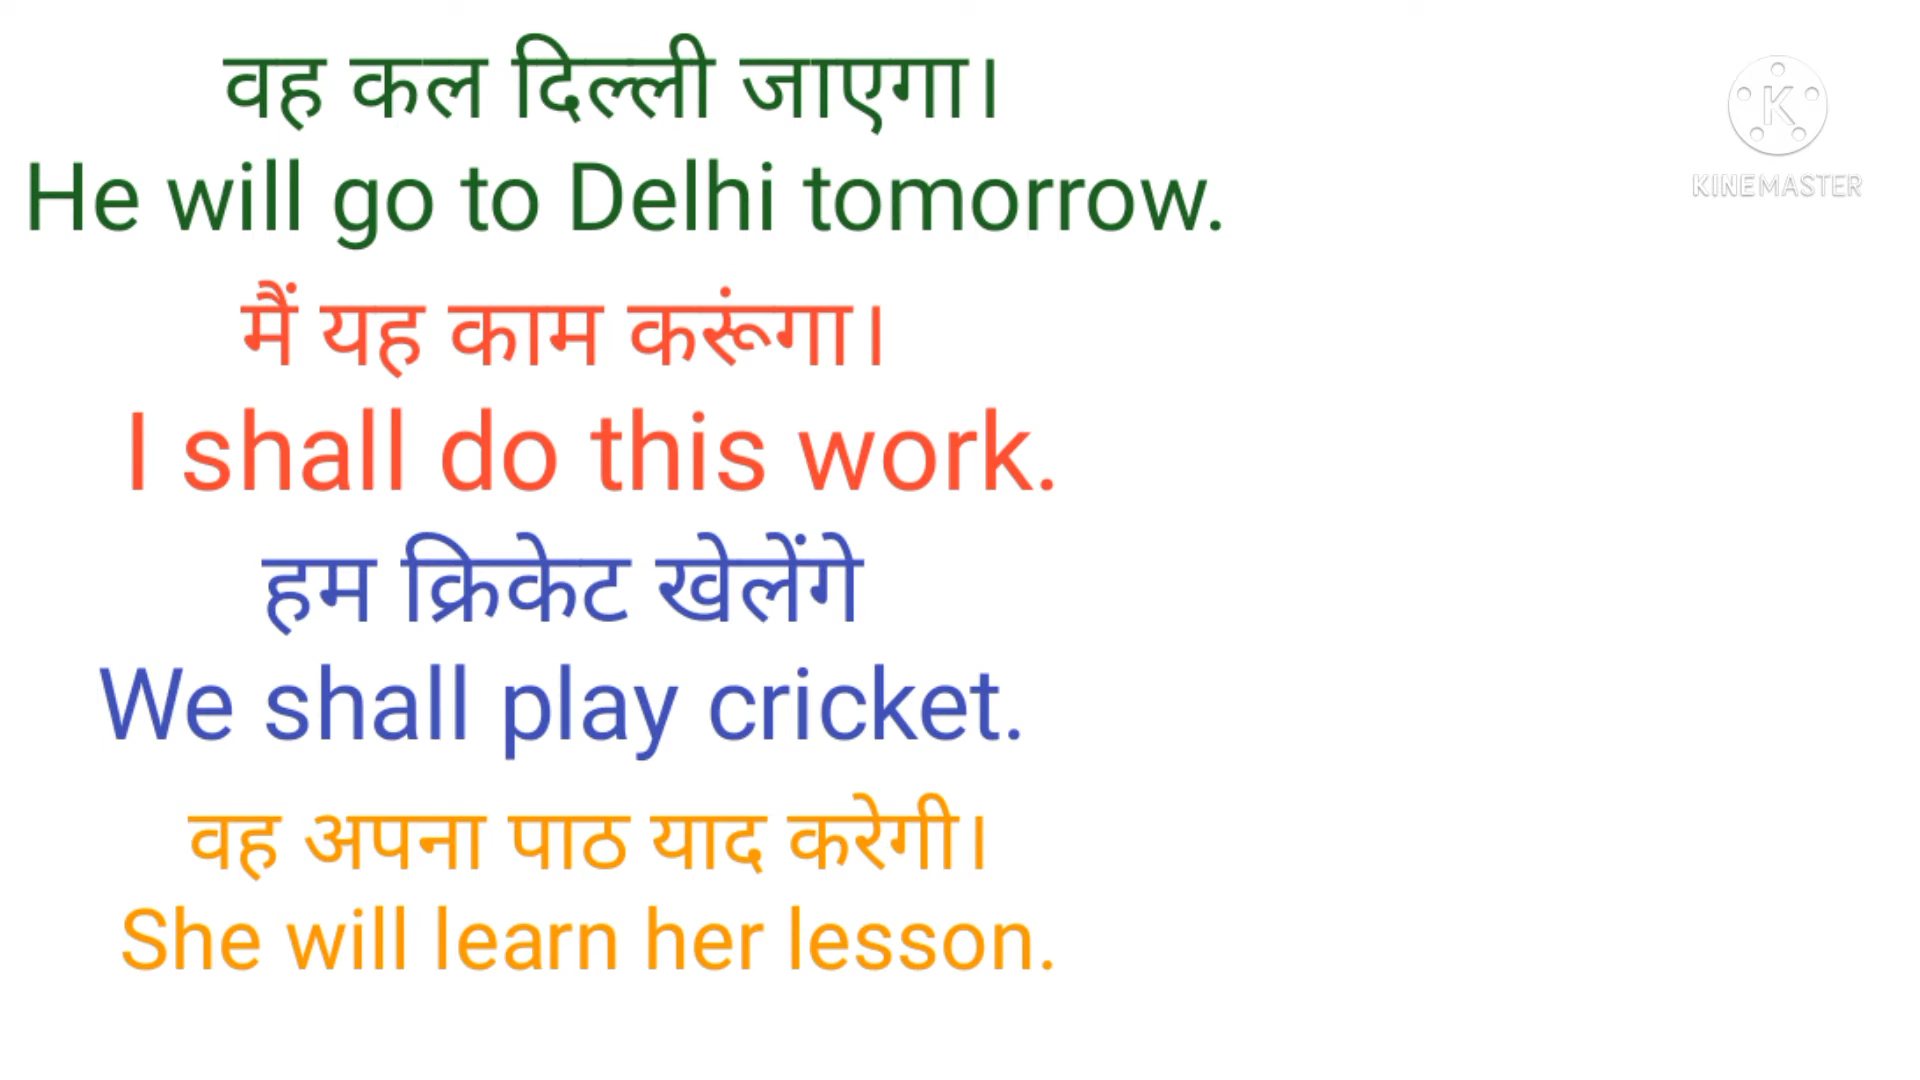 वह कल दिल्ली जाएगा।
He will go to Delhi tomorrow.
मैं यह काम करूंगा।
I shall do this work.
हम क्रिकेट खेलेंगे
We shall play cricket.
वह अपना पाठ याद करेगी।
She will learn her lesson.
K
KINEMASTER